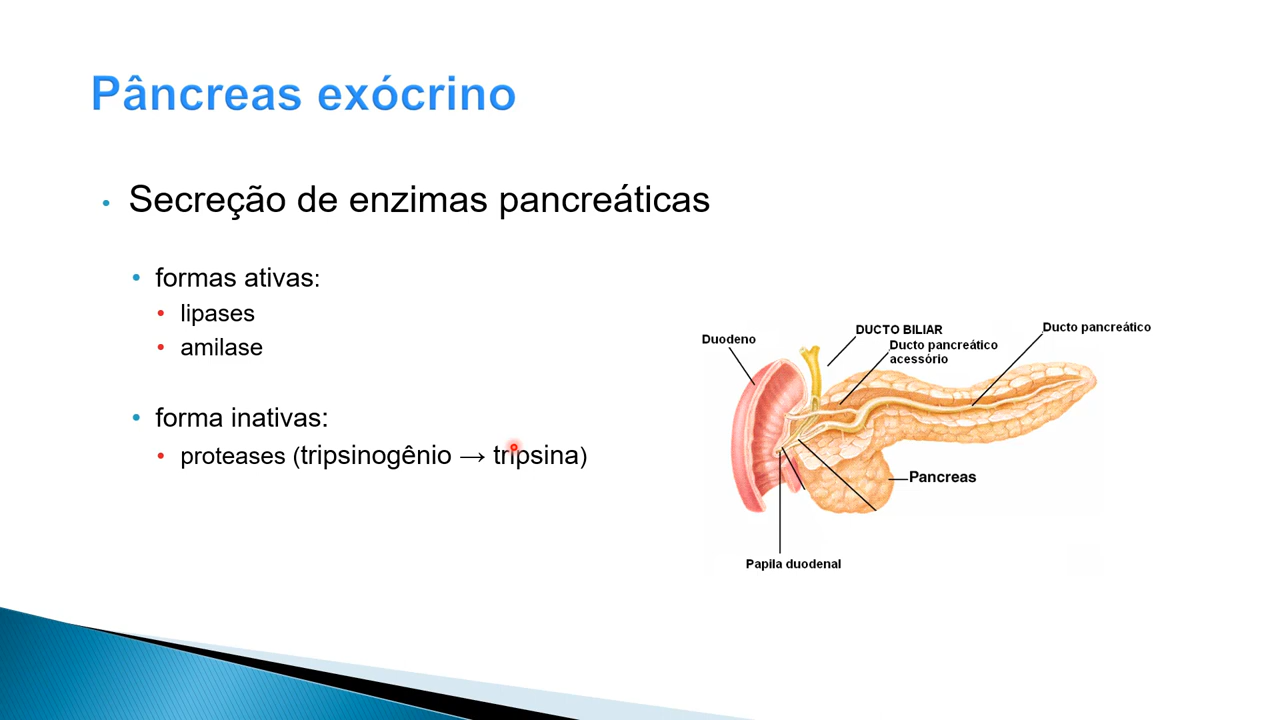 Pâncreas exócrino
• Secreção de enzimas pancreáticas
• formas ativas:
• lipases
• amilase
• forma inativas:
• proteases (tripsinogênio → tripsina)
Duodeno
DUCTO BILIAR
Ducto pancreático
acessório
Ducto pancreático
Pancreas
Papila duodenal